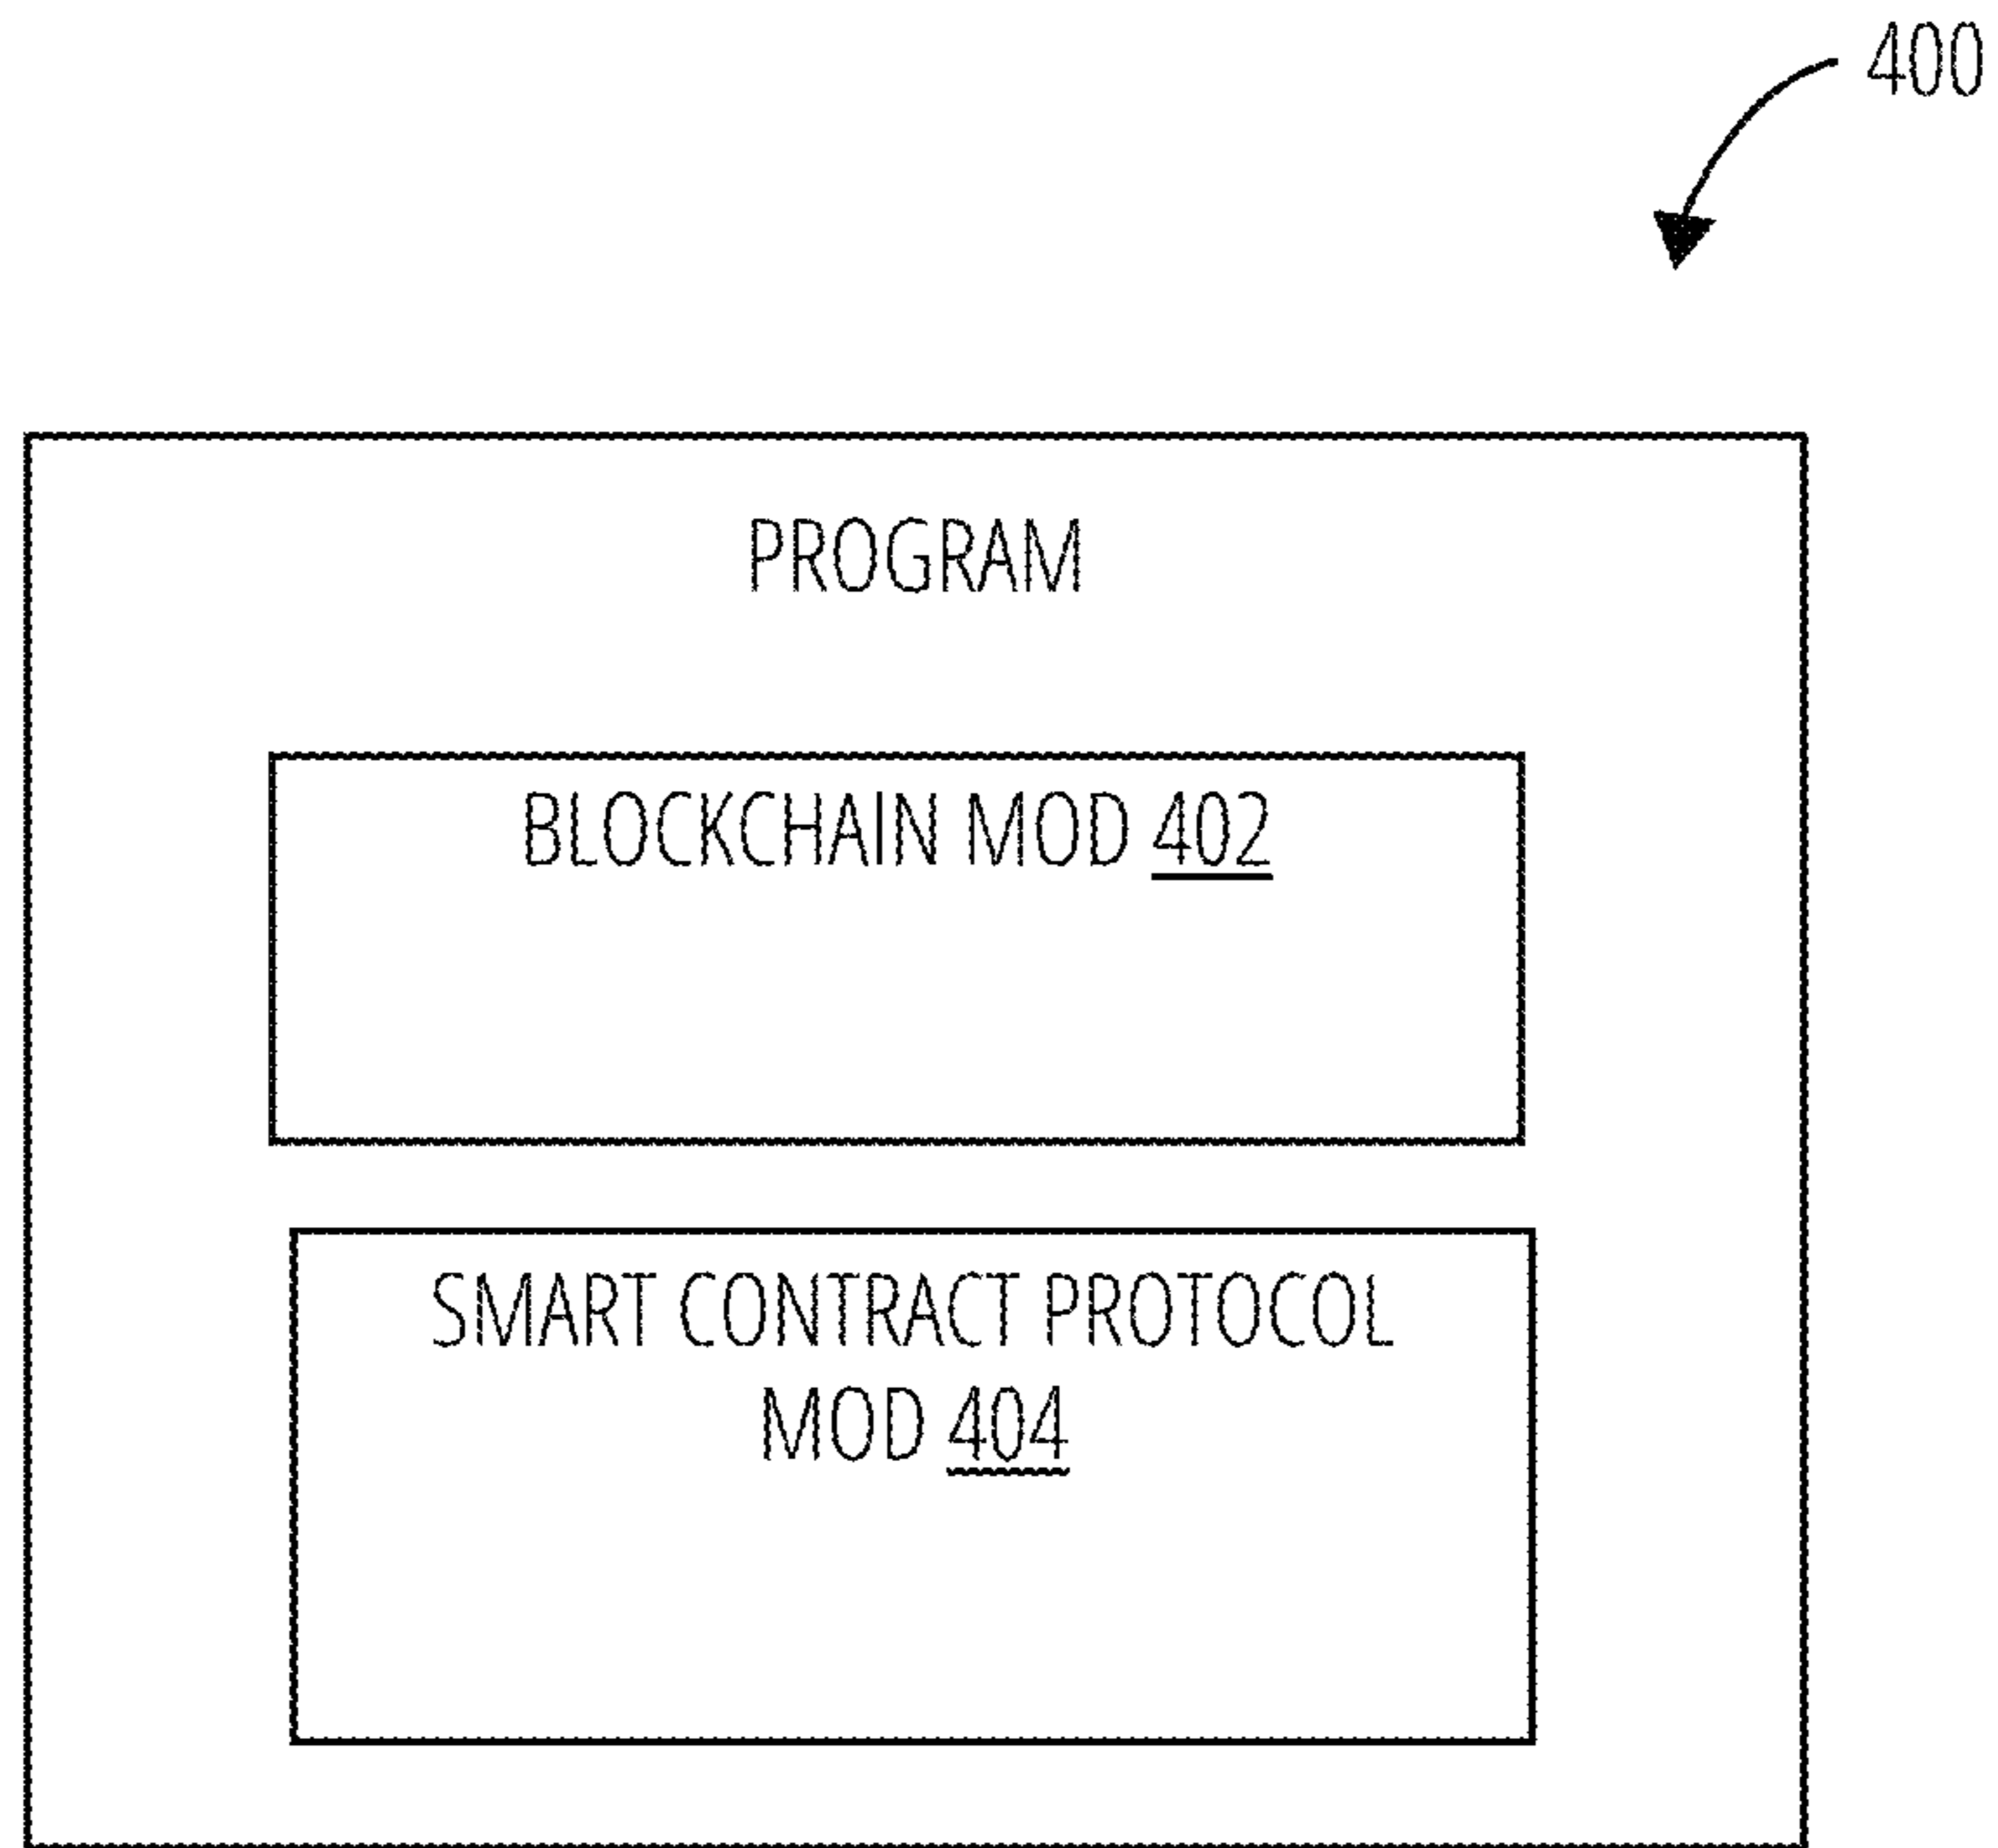 400
PROGRAM
BLOCKCHAIN MOD 402
SMART CONTRACT PROTOCOL
MOD 404